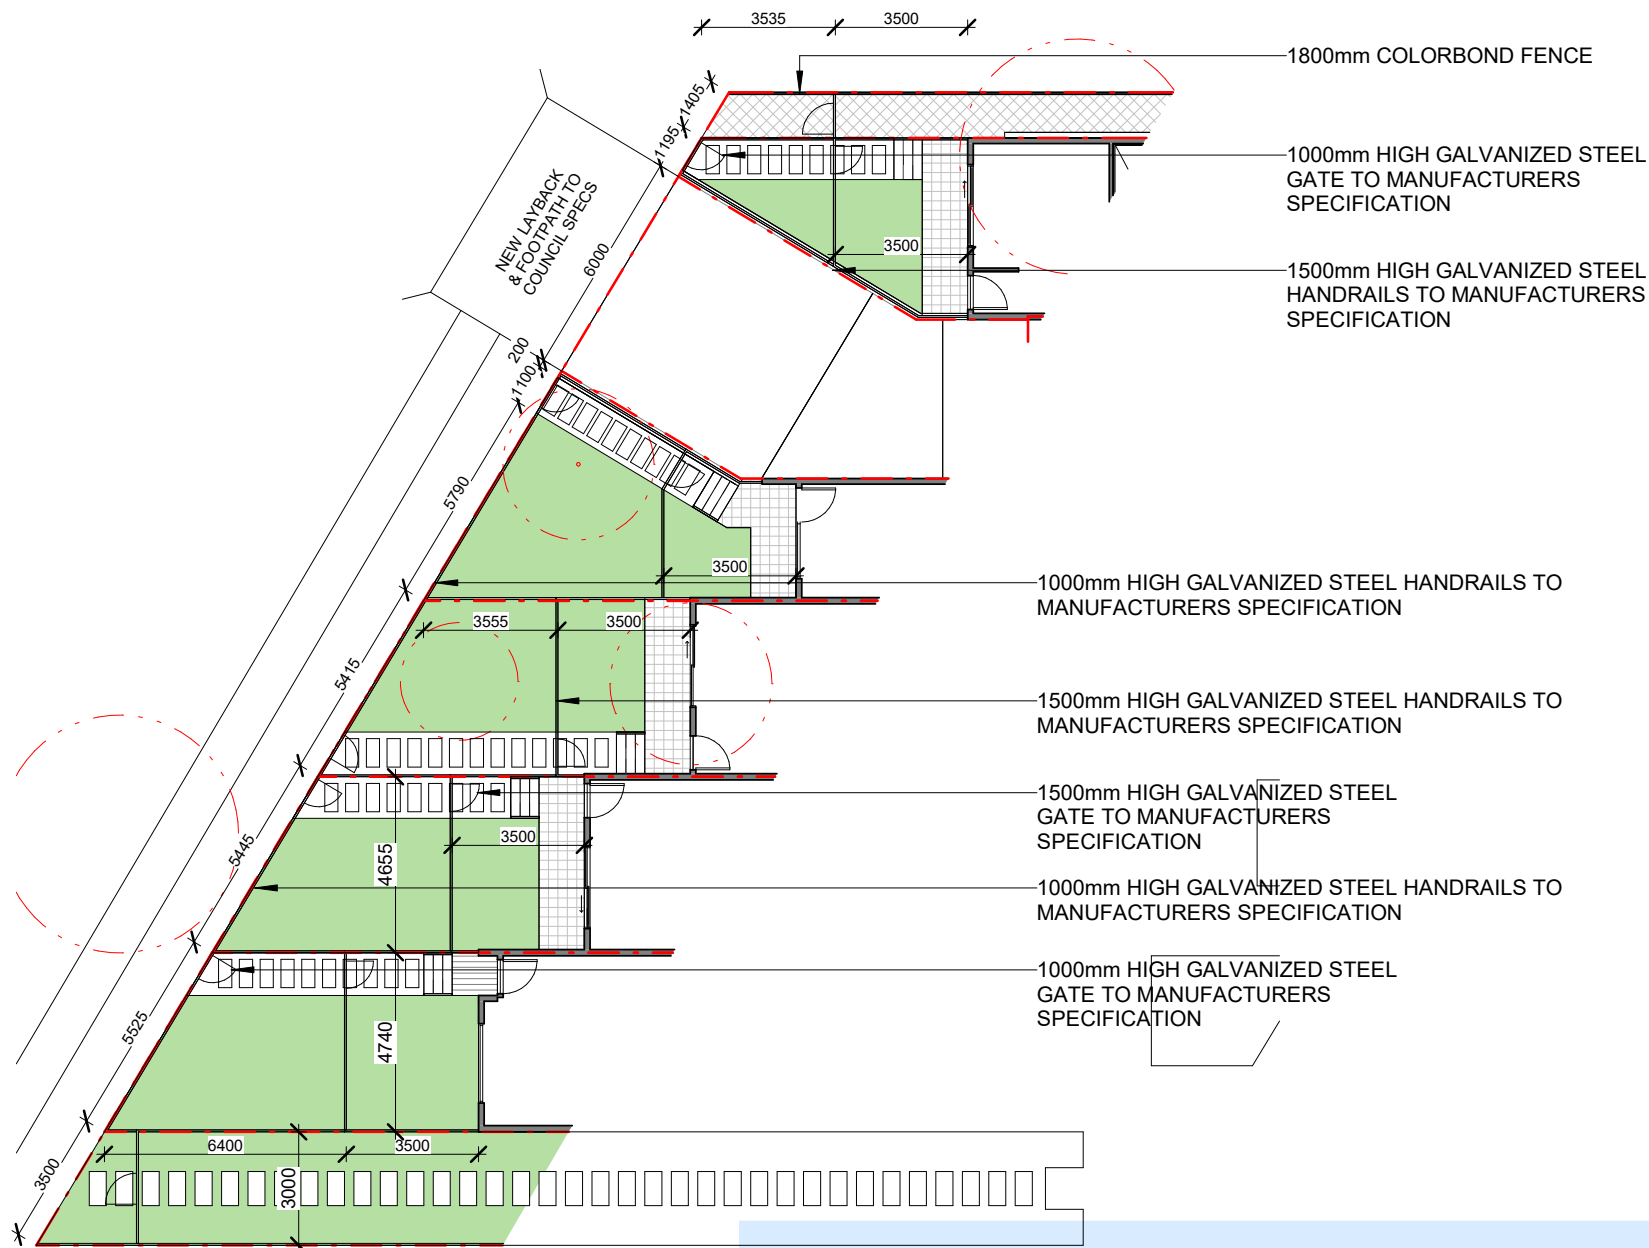 3535
3500
1800mm COLORBOND FENCE
1405
1195
1000mm HIGH GALVANIZED STEEL
GATE TO MANUFACTURERS
SPECIFICATION
NEW LAYBACK
& FOOTPATH TO
COUNCIL SPECS
6000
3500
1500mm HIGH GALVANIZED STEEL
HANDRAILS TO MANUFACTURERS
SPECIFICATION
200
1100
5790
3500
1000mm HIGH GALVANIZED STEEL HANDRAILS TO
MANUFACTURERS SPECIFICATION
3555
3500
5415
1500mm HIGH GALVANIZED STEEL HANDRAILS TO
MANUFACTURERS SPECIFICATION
1500mm HIGH GALVANIZED STEEL
GATE TO MANUFACTURERS
SPECIFICATION
3500
5445
4655
1000mm HIGH GALVANIZED STEEL HANDRAILS TO
MANUFACTURERS SPECIFICATION
1000mm HIGH GALVANIZED STEEL
GATE TO MANUFACTURERS
SPECIFICATION
5525
4740
6400
3500
3500
3000